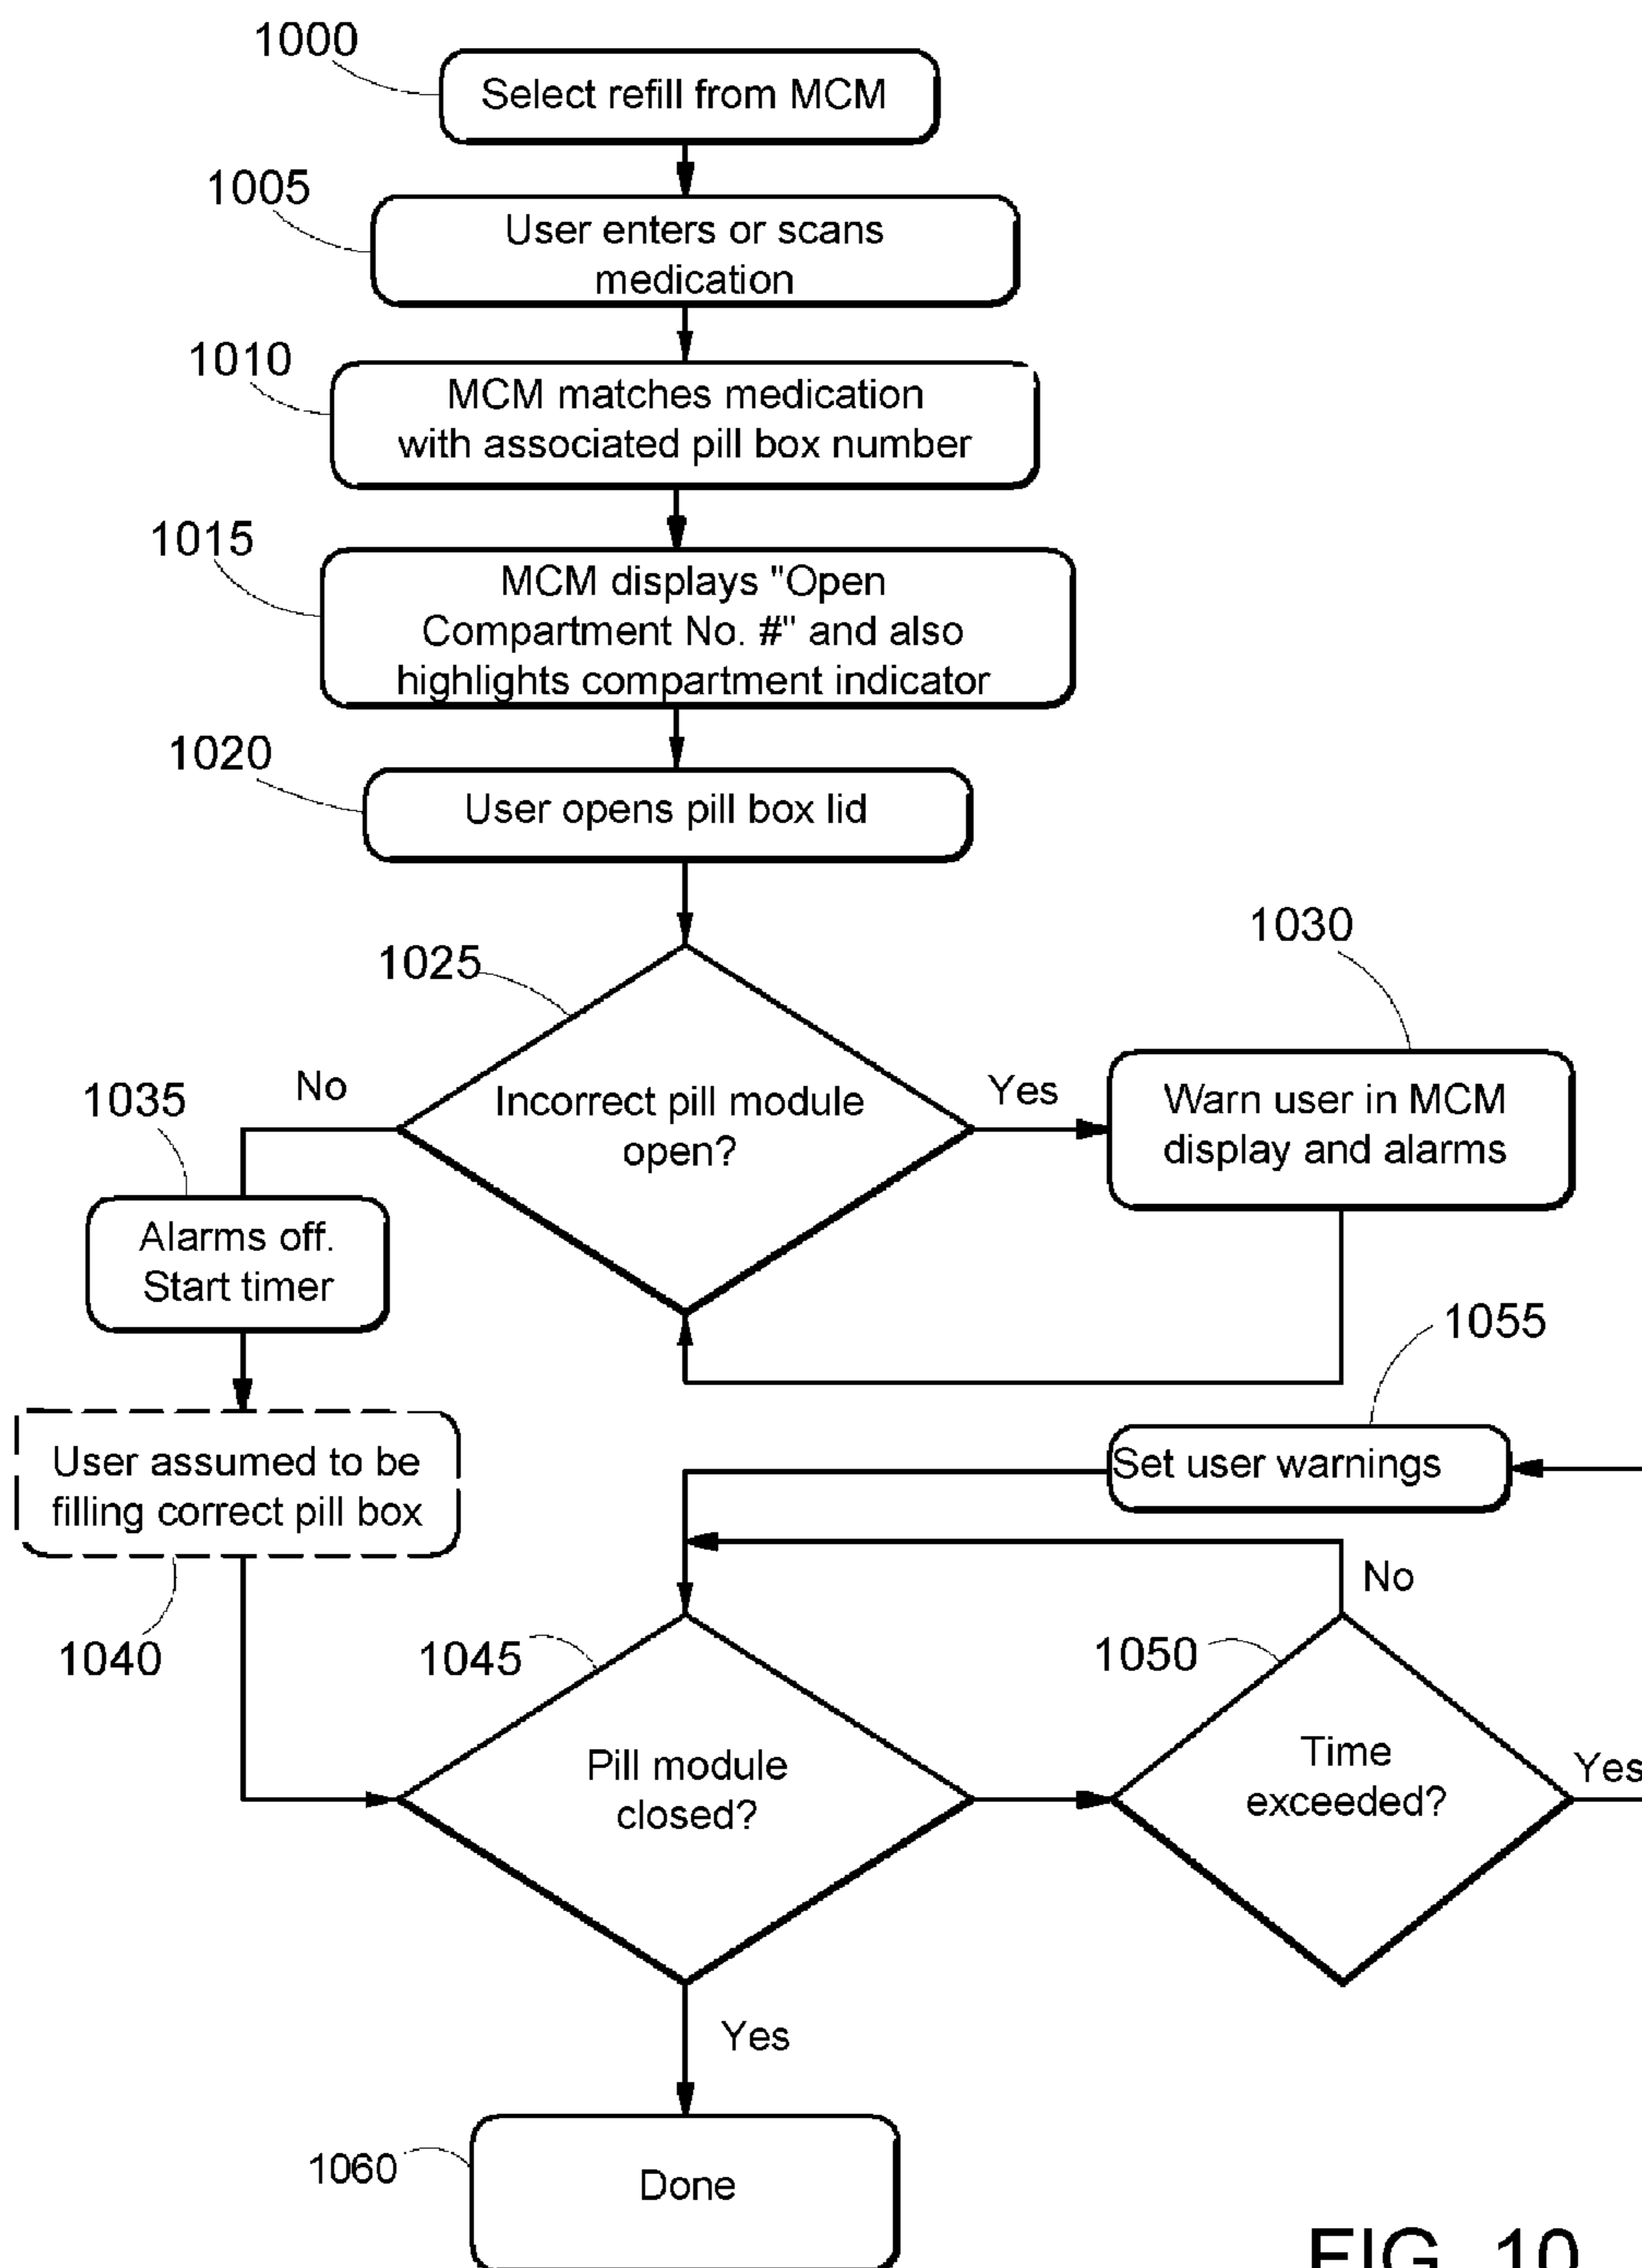 1000
Select refill from MCM
1005
User enters or scans
medication
1010
MCM matches medication
with associated pill box number
1015
MCM displays "Open
Compartment No. #" and also
highlights compartment indicator
1020
User opens pill box lid
1025
Incorrect pill module
open?
Yes
1030
Warn user in MCM
display and alarms
No
1035
Alarms off.
Start timer
User assumed to be
filling correct pill box
1040
1055
Set user warnings
1045
Pill module
closed?
1050
Time
exceeded?
No
Yes
Yes
1060
Done
FIG. 10